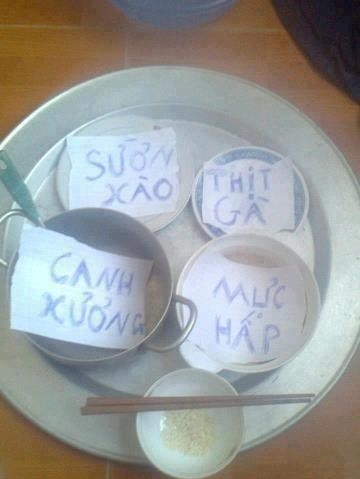 SƯỜN
XÀO
THỊT
GÀ
CANH
XƯƠNG
MỰC
HẤP